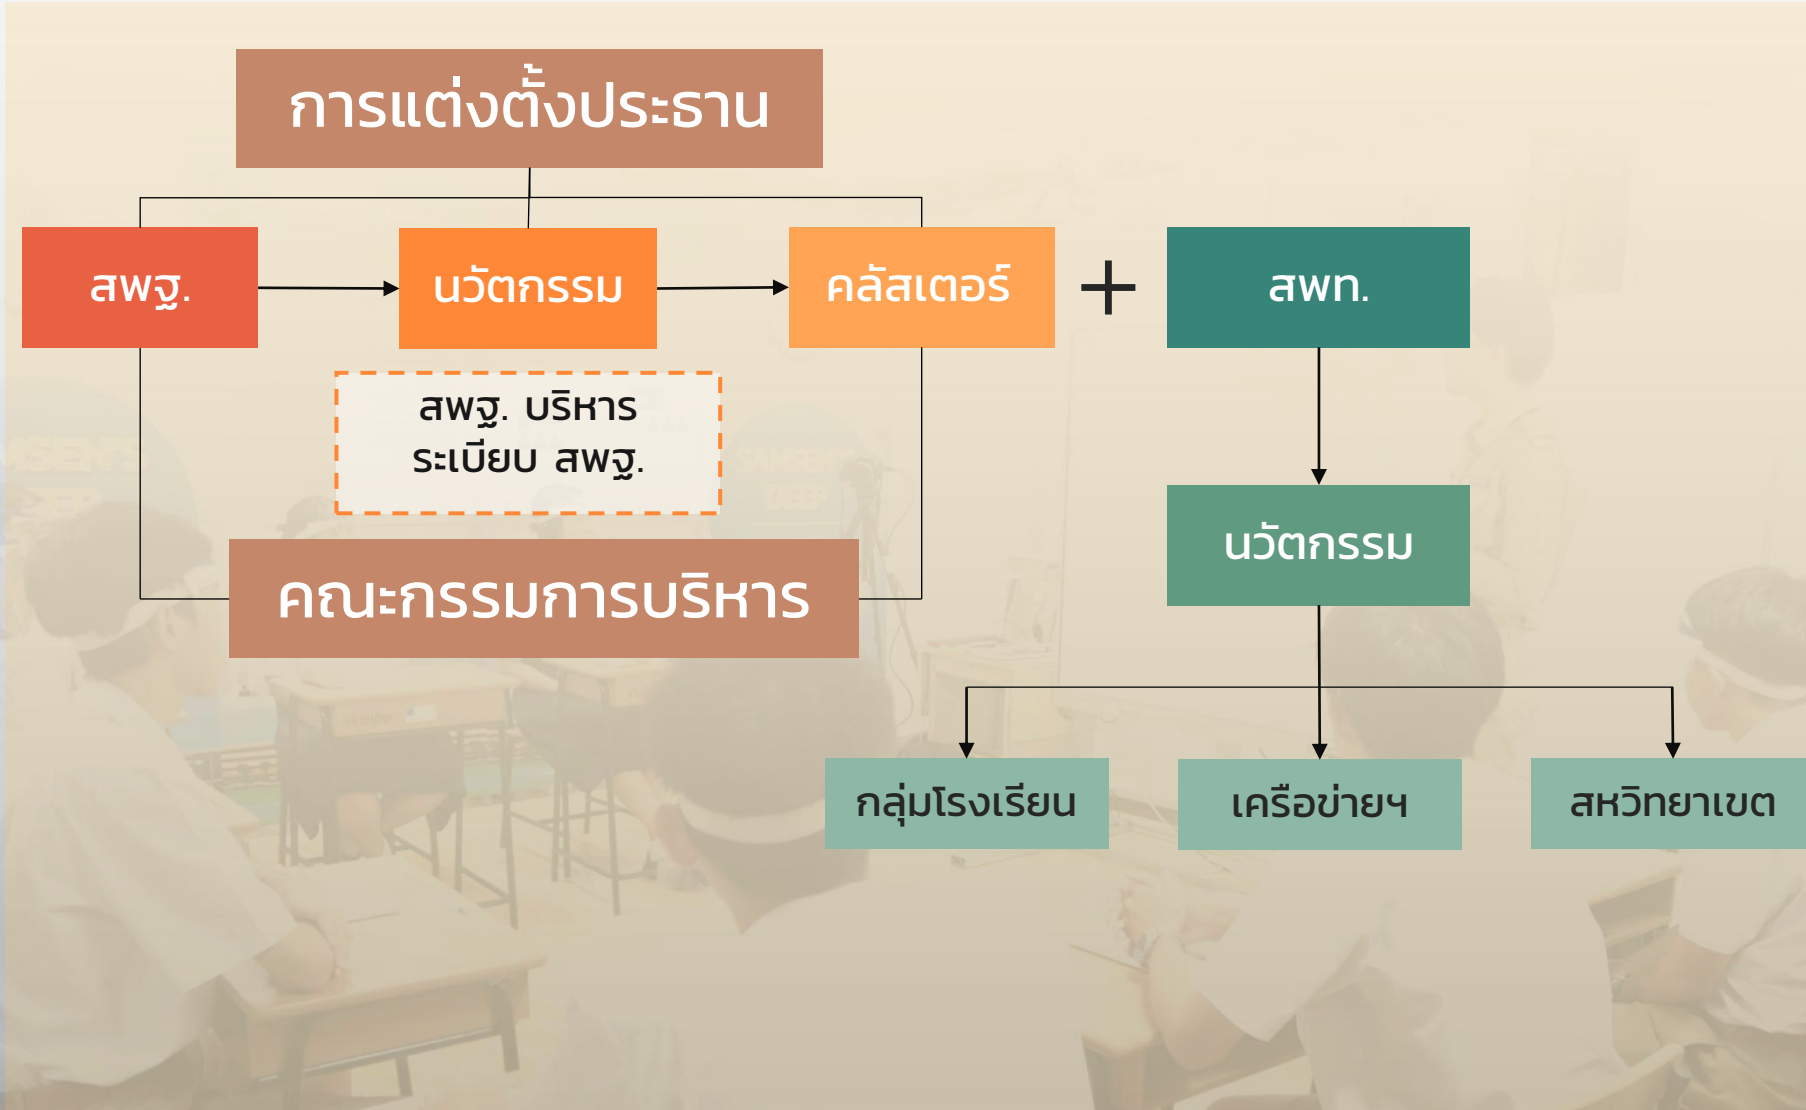 การแต่งตั้งประธาน
สพฐ.
นวัตกรรม
คลัสเตอร์
+
สพท.
สพฐ. บริหาร
ระเบียบ สพฐ.
นวัตกรรม
คณะกรรมการบริหาร
กลุ่มโรงเรียน
เครือข่ายฯ
สหวิทยาเขต